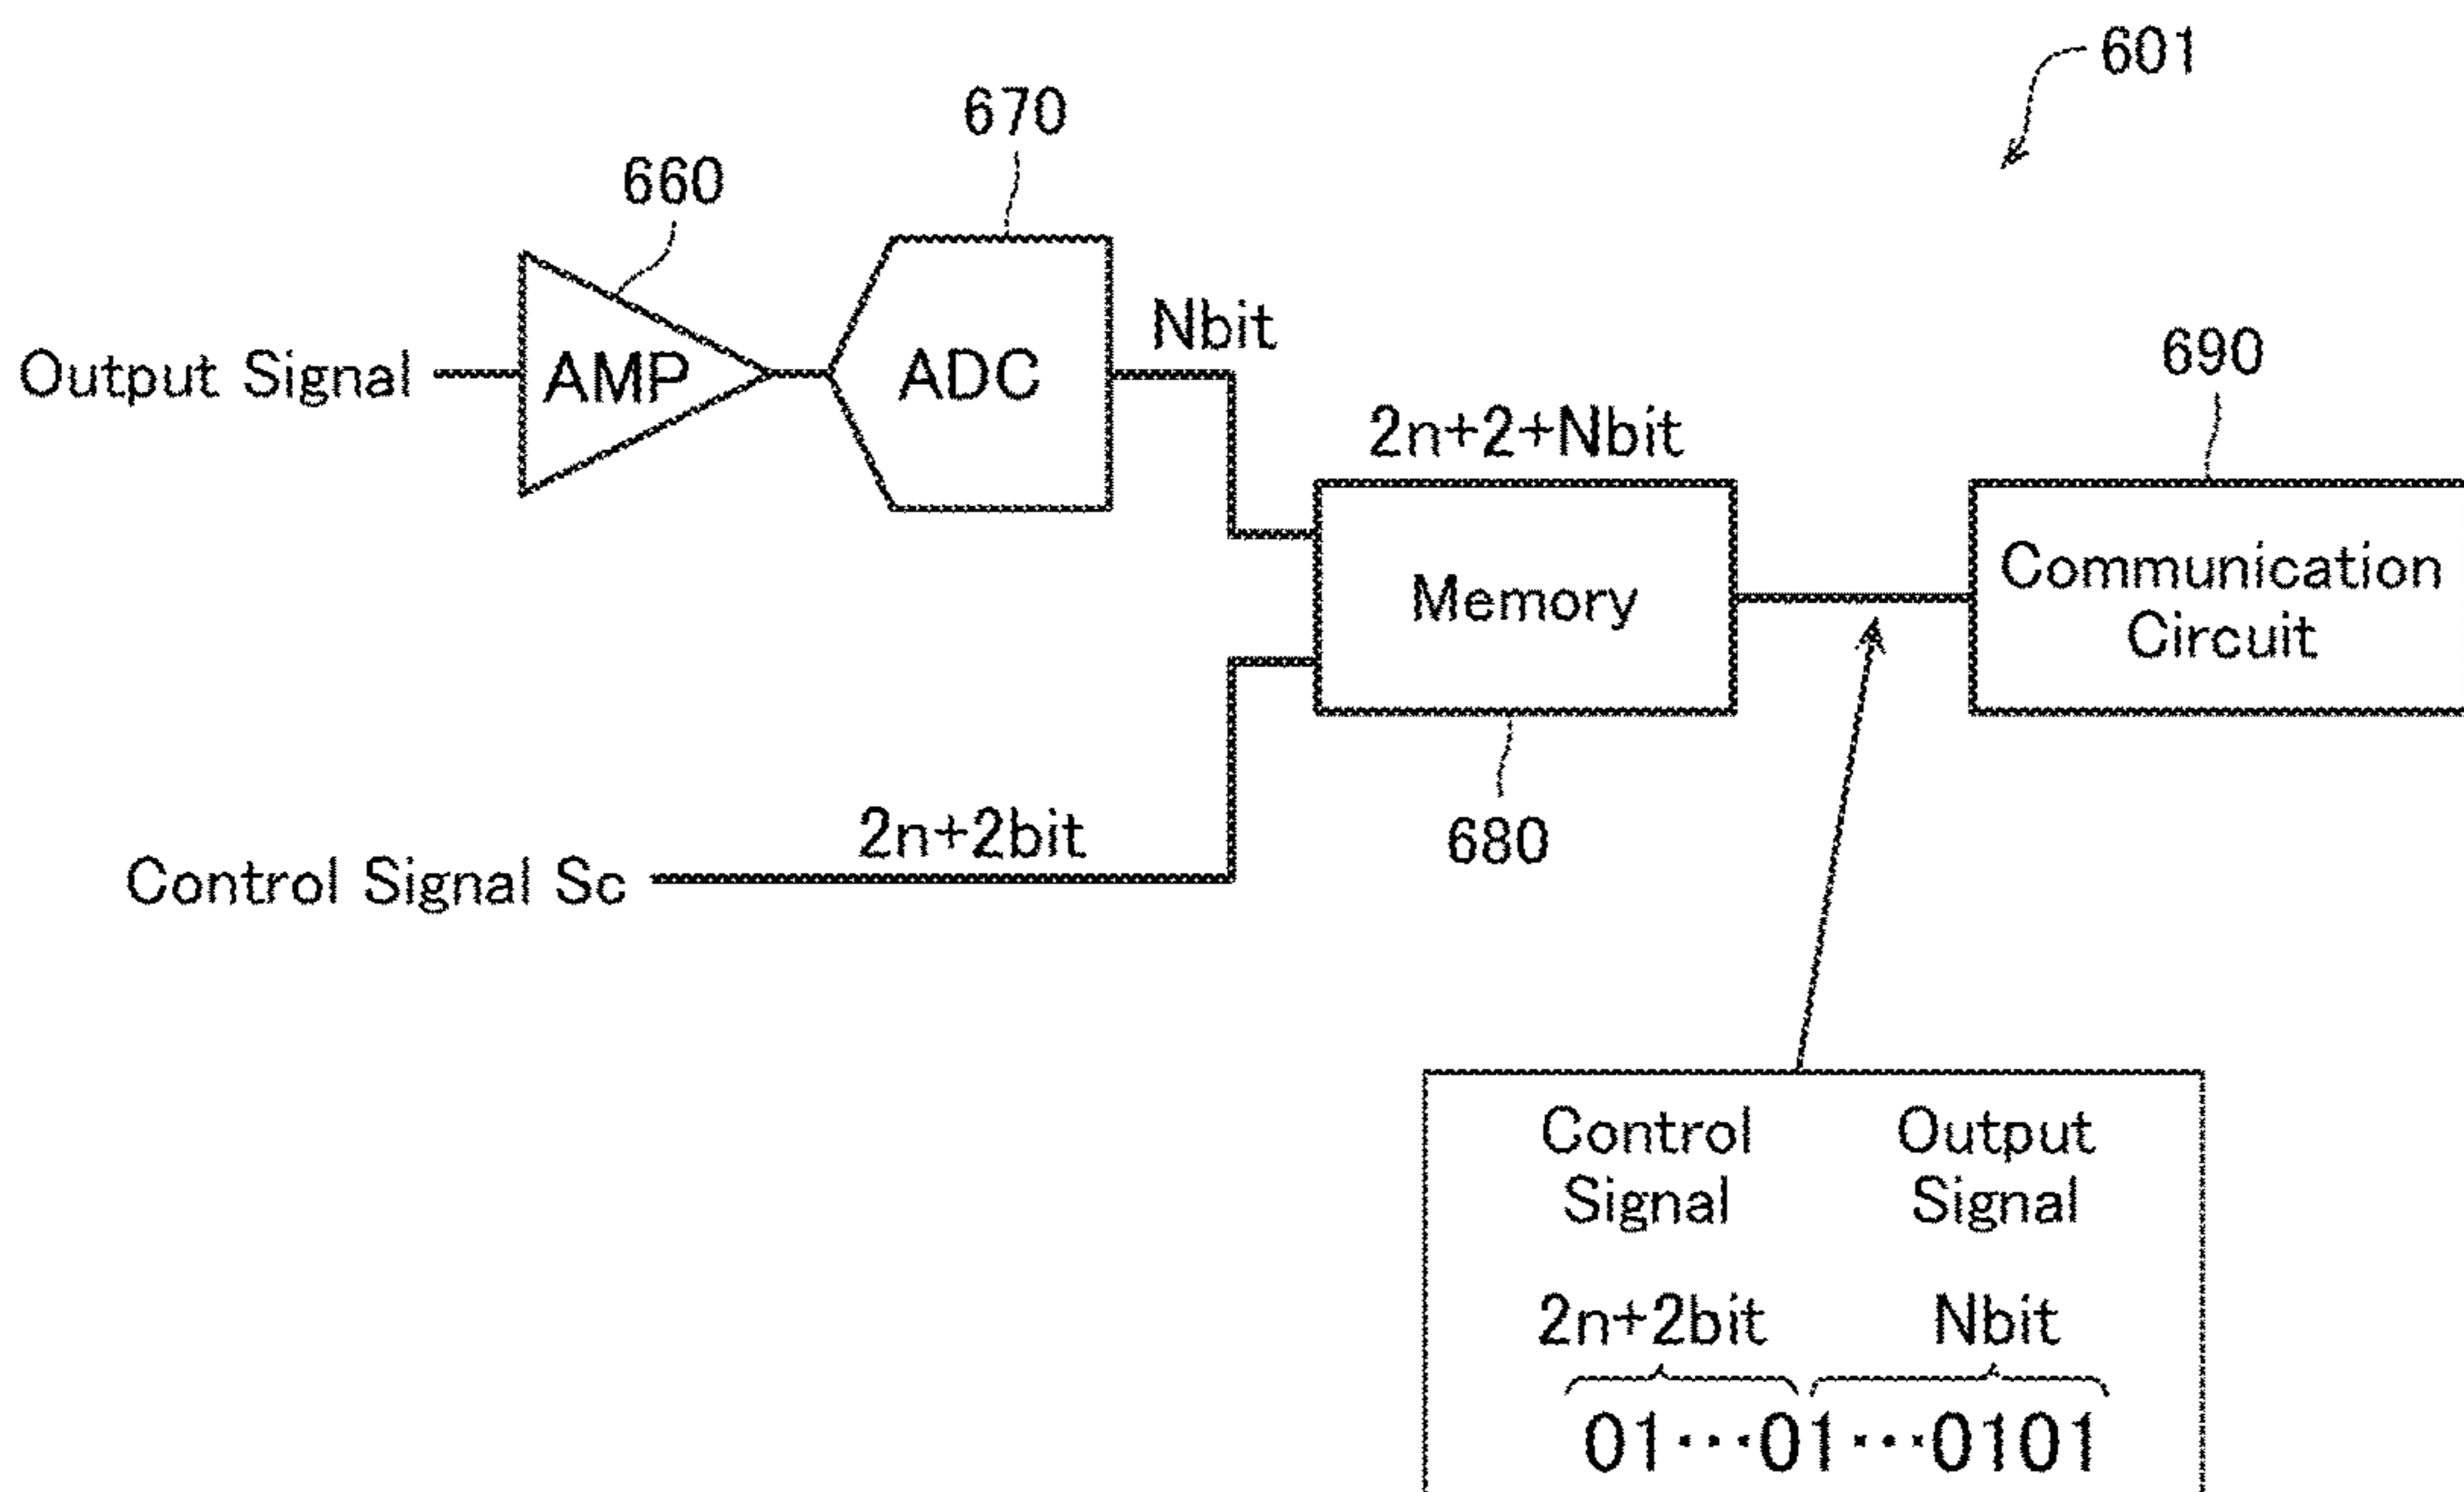 601
670
660
Nbit
Output Signal
AMP
ADC
690
2n+2+Nbit
Communication
Circuit
Memory
680
2n+2bit
Control Signal Sc
Control
Signal
Output
Signal
2n+2bit
Nbit
01···01···0101